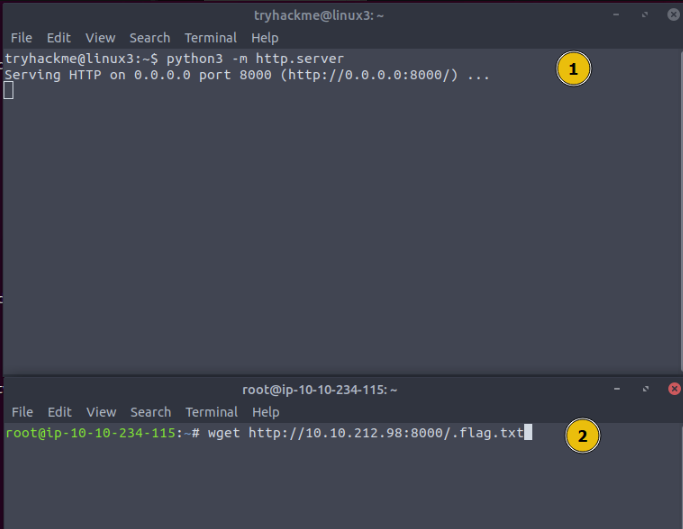 tryhackme@linux3: ~
File Edit View Search Terminal Help
tryhackme@linux3:~$ python3 -m http.server
Serving HTTP on 0.0.0.0 port 8000 (http://0.0.0.0:8000/) ...
1
root@ip-10-10-234-115: ~
File Edit View Search Terminal Help
root@ip-10-10-234-115:~# wget http://10.10.212.98:8000/.flag.txt
2